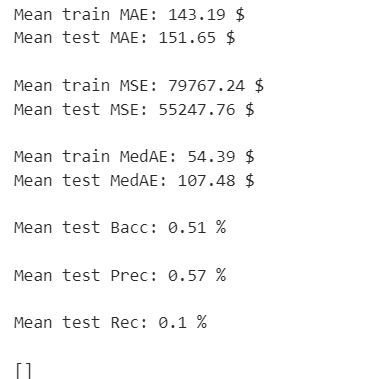 Mean train MAE: 143.19 $
Mean test MAE: 151.65 $
Mean train MSE: 79767.24 $
Mean test MSE: 55247.76 $
Mean train MedAE: 54.39 $
Mean test MedAE: 107.48 $
Mean test Bacc: 0.51 %
Mean test Prec: 0.57 %
Mean test Rec: 0.1 %
[]